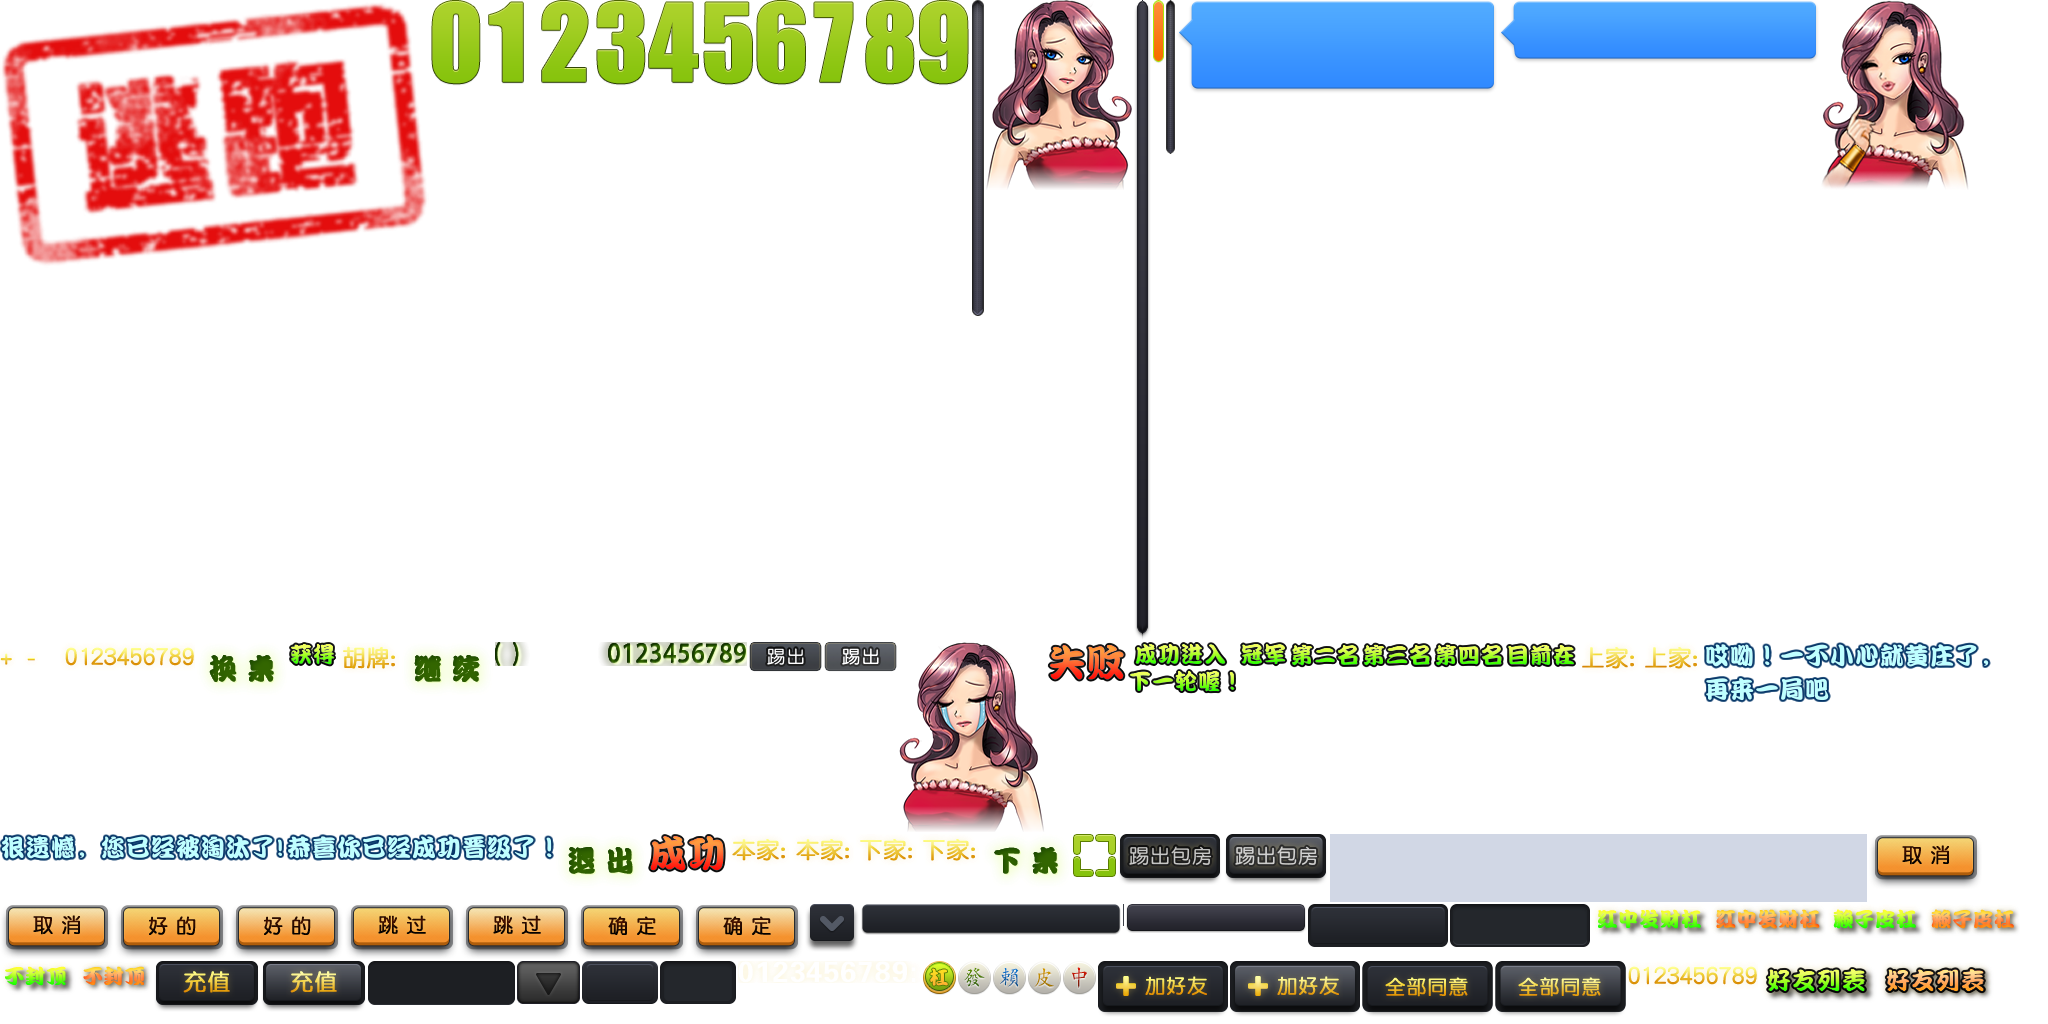 逃跑
0123456789
+ -
0123456789
换桌
获得
胡牌:
继续
( )
0123456789
踢出
踢出
失败
成功进入 冠军第二名第三名第四名目前在
下一轮喔！
上家:
上家:
哎呦！一不小心就黄庄了，
再来一局吧
很遗憾，您已经被淘汰了!恭喜你已经成功晋级了！
退出
成功
本家:
本家:
下家:
下家:
下桌
踢出包房
踢出包房
取消
取消
好的
好的
跳过
跳过
确定
确定
红中发财杠
红中发财杠
赖子皮杠
赖子皮杠
不封顶
不封顶
充值
充值
0123456789
杠
發
賴
皮
中
+ 加好友
+ 加好友
全部同意
全部同意
0123456789
好友列表
好友列表